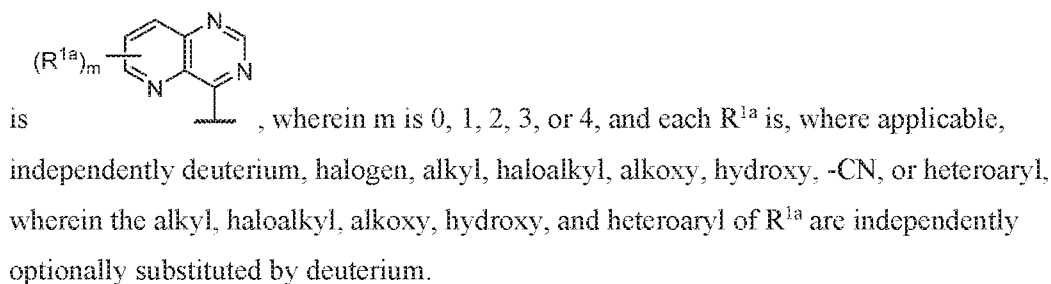 (R1a)m
N
N
N
is , wherein m is 0, 1, 2, 3, or 4, and each R1a is, where applicable,
independently deuterium, halogen, alkyl, haloalkyl, alkoxy, hydroxy, -CN, or heteroaryl,
wherein the alkyl, haloalkyl, alkoxy, hydroxy, and heteroaryl of R1a are independently
optionally substituted by deuterium.